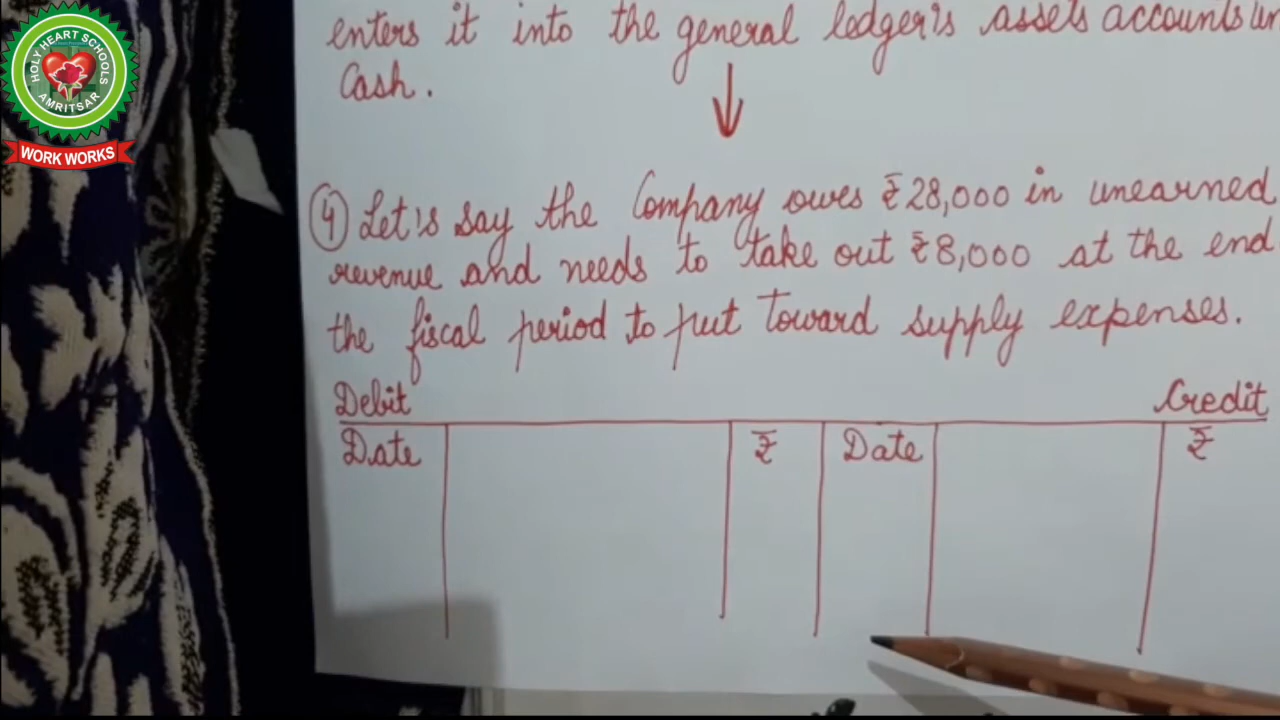 HOLY HEART SCHOOLS
AMRITSAR
WORK WORKS
enters it into the general ledger's assets accounts
Cash.
④ Let's say the Company owes ₹28,000 in unearned
revenue and needs to take out ₹8,000 at the end
the fiscal period to put Toward supply expenses.
Debit Credit
Date ₹ Date ₹